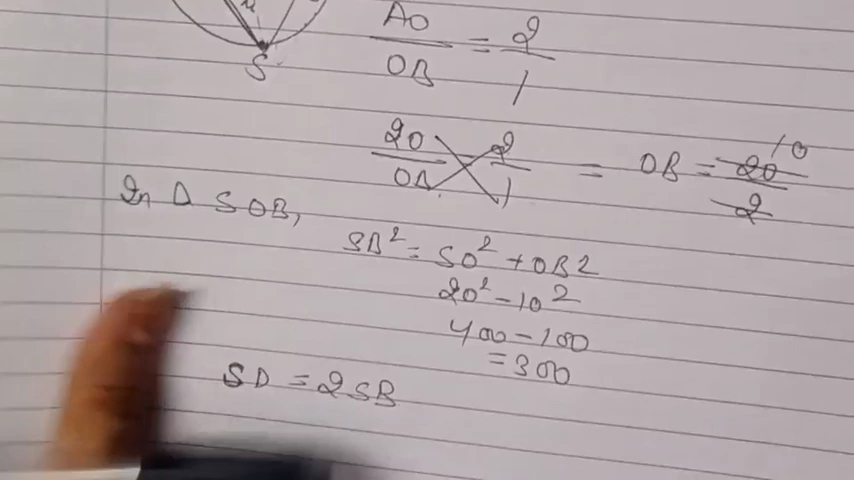 S
AO/OB = 2/1
20/OB = 2/1 = OB = 20/2 10
In Δ SOB,
SB² = SO² + OB²
20² - 10²
400 - 100
= 300
SD = 2SB